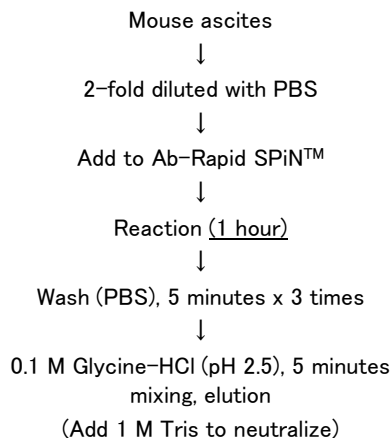 Mouse ascites
↓
2-fold diluted with PBS
↓
Add to Ab-Rapid SPiN™
↓
Reaction (1 hour)
↓
Wash (PBS), 5 minutes x 3 times
↓
0.1 M Glycine-HCl (pH 2.5), 5 minutes
mixing, elution
(Add 1 M Tris to neutralize)